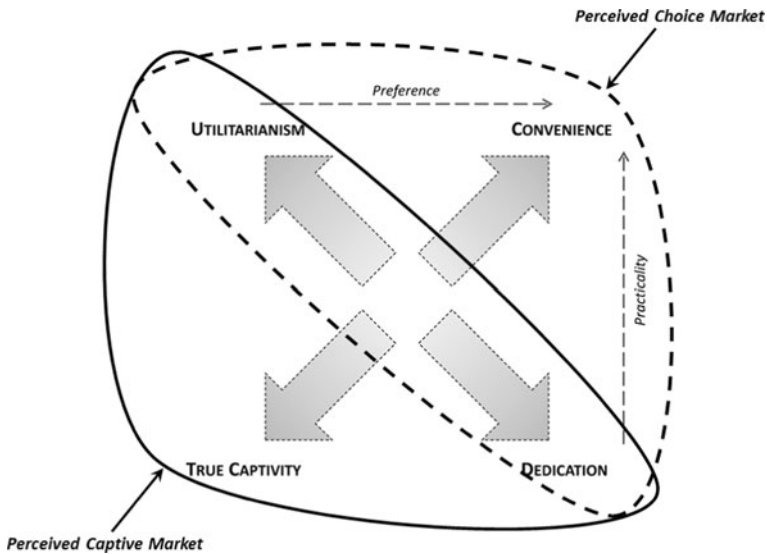 Perceived Choice Market
Preference
UTILITARIANISM
CONVENIENCE
Practicality
TRUE CAPTIVITY
DEDICATION
Perceived Captive Market